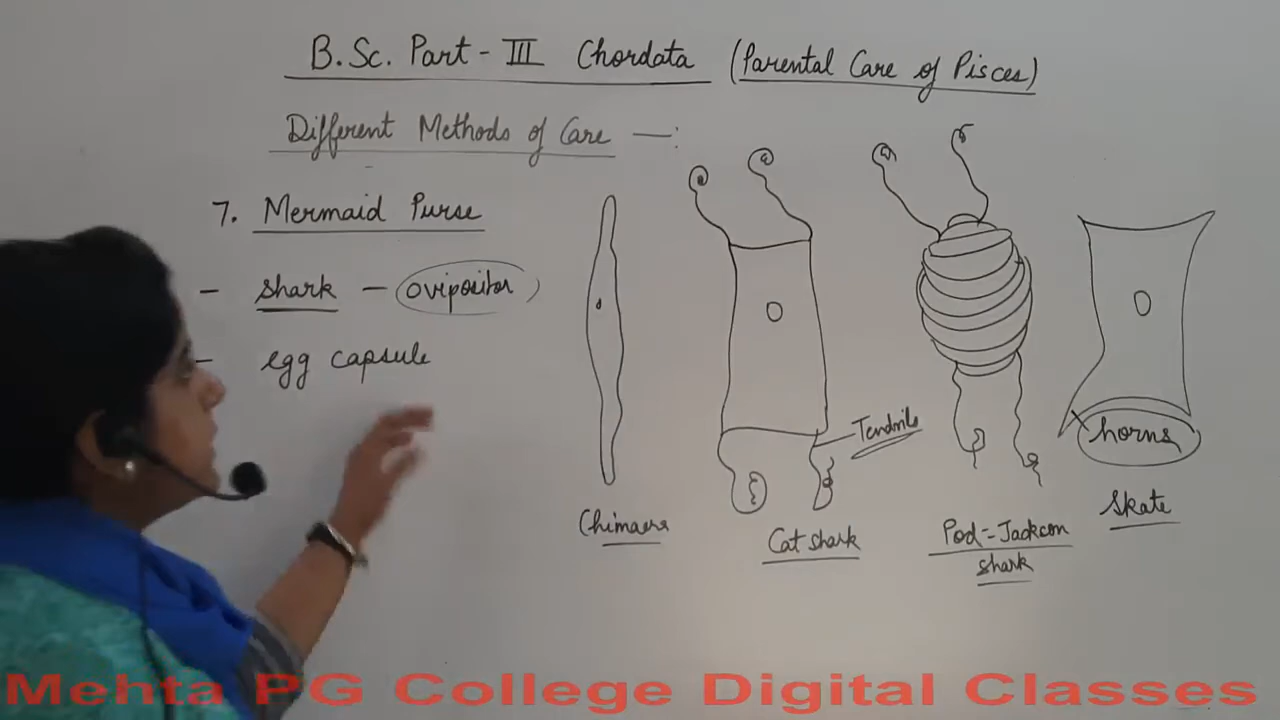 B.Sc. Part - III Chordata (Parental Care of Pisces)
Different Methods of Care —:
7. Mermaid Purse
- shark - ovipositor
- egg capsule
Tendrils
horns
Chimaera
Cat shark
Pod-Jackson shark
Skate
Mehta PG College Digital Classes